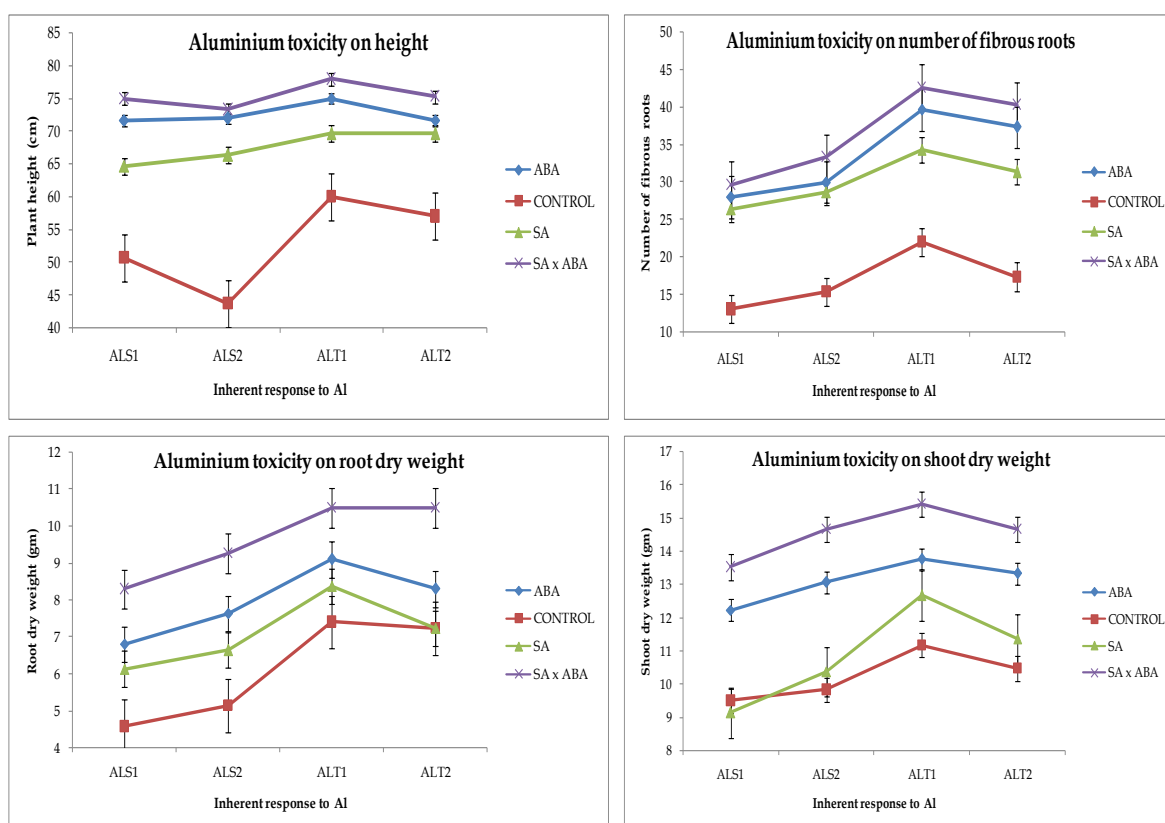 Aluminium toxicity on height
85
80
75
70
65
60
55
50
45
40
Plant height (cm)
ALS1 ALS2 ALT1 ALT2
Inherent response to Al
ABA
CONTROL
SA
SA x ABA
Aluminium toxicity on number of fibrous roots
50
45
40
35
30
25
20
15
10
Number of fibrous roots
ALS1 ALS2 ALT1 ALT2
Inherent response to Al
ABA
CONTROL
SA
SA x ABA
Aluminium toxicity on root dry weight
12
11
10
9
8
7
6
5
4
Root dry weight (gm)
ALS1 ALS2 ALT1 ALT2
Inherent response to Al
ABA
CONTROL
SA
SA x ABA
Aluminium toxicity on shoot dry weight
17
16
15
14
13
12
11
10
9
8
Shoot dry weight (gm)
ALS1 ALS2 ALT1 ALT2
Inherent response to Al
ABA
CONTROL
SA
SA x ABA